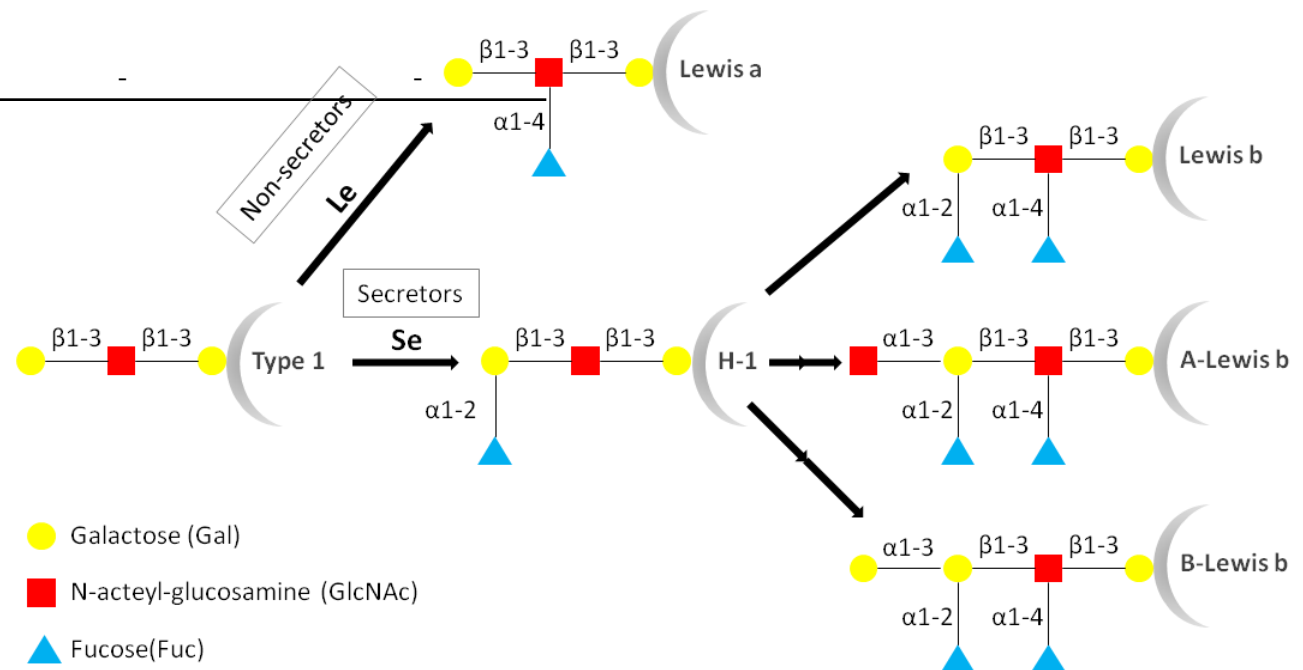 β1-3 β1-3
Lewis a
- -
α1-4
Non-secretors
Le
β1-3 β1-3
Lewis b
α1-2 α1-4
Secretors
β1-3 β1-3
Type 1
Se
β1-3 β1-3
H-1
α1-2
α1-3 β1-3 β1-3
A-Lewis b
α1-2 α1-4
α1-3 β1-3 β1-3
B-Lewis b
α1-2 α1-4
Galactose (Gal)
N-acteyl-glucosamine (GlcNAc)
Fucose(Fuc)